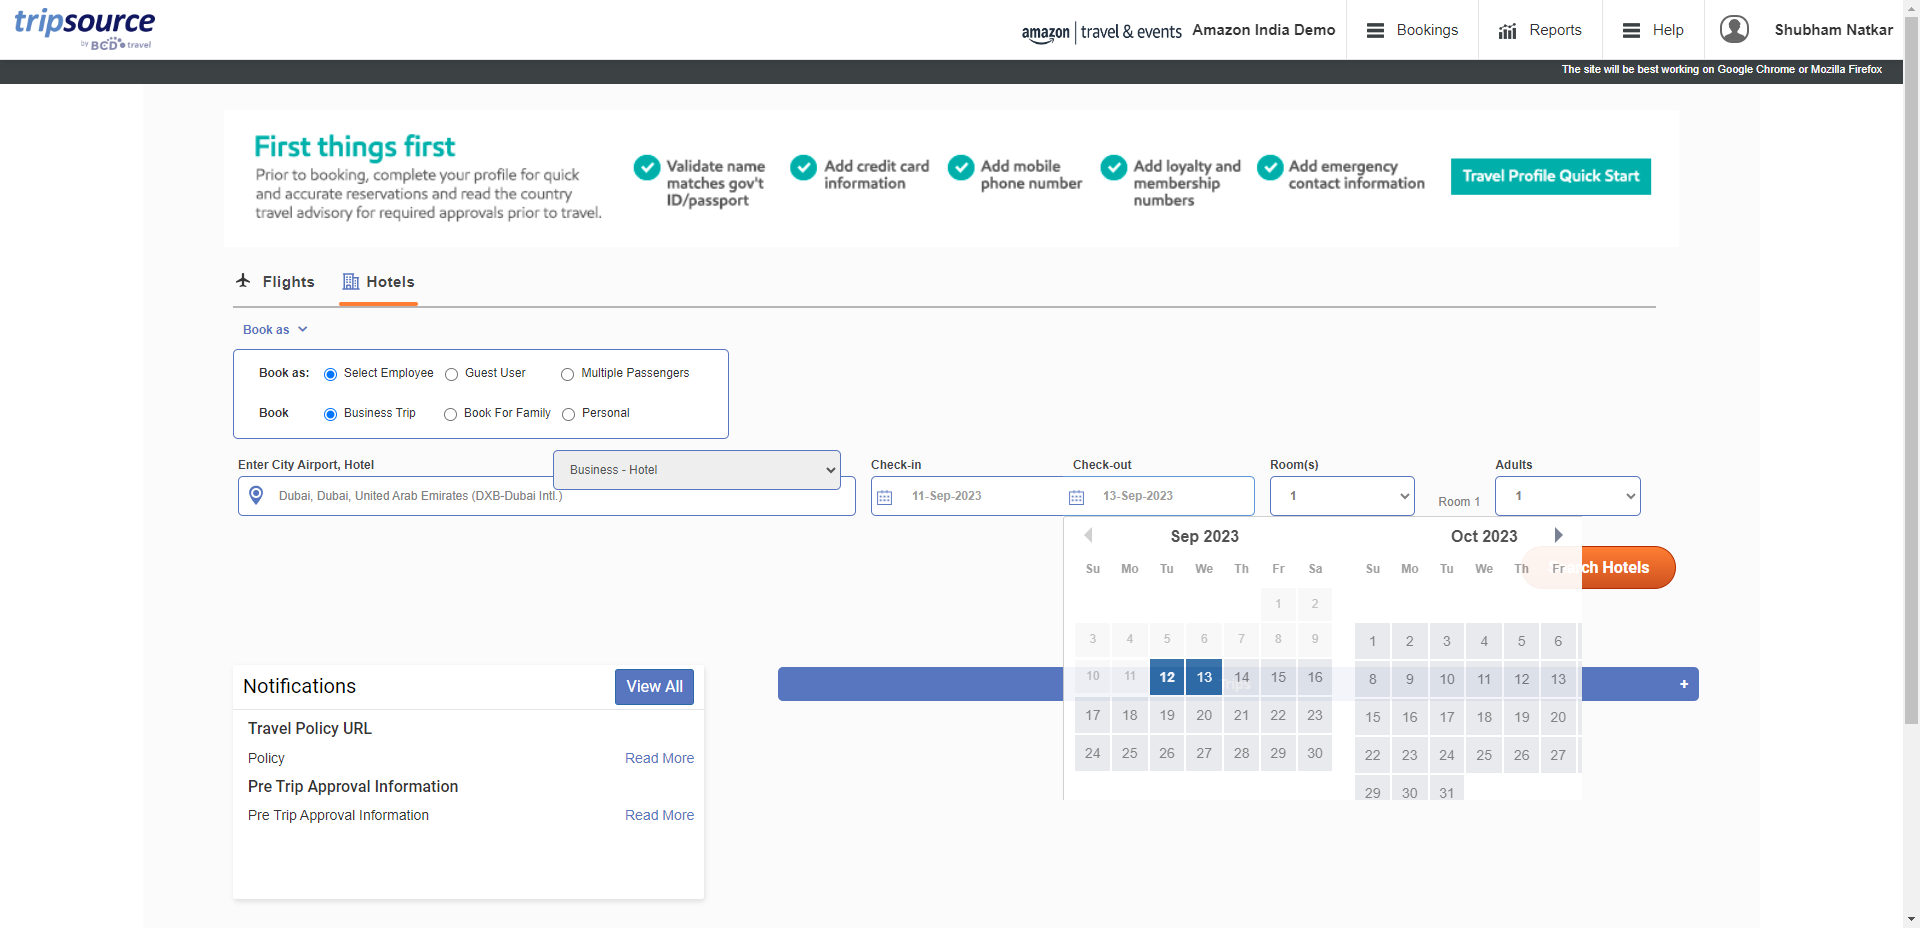 tripsource
by BCD travel
amazon | travel & events
Amazon India Demo
Bookings
Reports
Help
Shubham Natkar
The site will be best working on Google Chrome or Mozilla Firefox
First things first
Prior to booking, complete your profile for quick
and accurate reservations and read the country
travel advisory for required approvals prior to travel.
Validate name
matches gov't
ID/passport
Add credit card
information
Add mobile
phone number
Add loyalty and
membership
numbers
Add emergency
contact information
Travel Profile Quick Start
Flights
Hotels
Book as
Book as: Select Employee Guest User Multiple Passengers
Book Business Trip Book For Family Personal
Enter City Airport, Hotel
Business - Hotel
Dubai, Dubai, United Arab Emirates (DXB-Dubai Intl.)
Check-in
11-Sep-2023
Check-out
13-Sep-2023
Room(s)
1
Room 1
Adults
1
Sep 2023
Su Mo Tu We Th Fr Sa
1 2
3 4 5 6 7 8 9
10 11 12 13 14 15 16
17 18 19 20 21 22 23
24 25 26 27 28 29 30
Oct 2023
Su Mo Tu We Th Fr
1 2 3 4 5 6
8 9 10 11 12 13
15 16 17 18 19 20
22 23 24 25 26 27
29 30 31
ch Hotels
Trips
+
Notifications
View All
Travel Policy URL
Policy Read More
Pre Trip Approval Information
Pre Trip Approval Information Read More